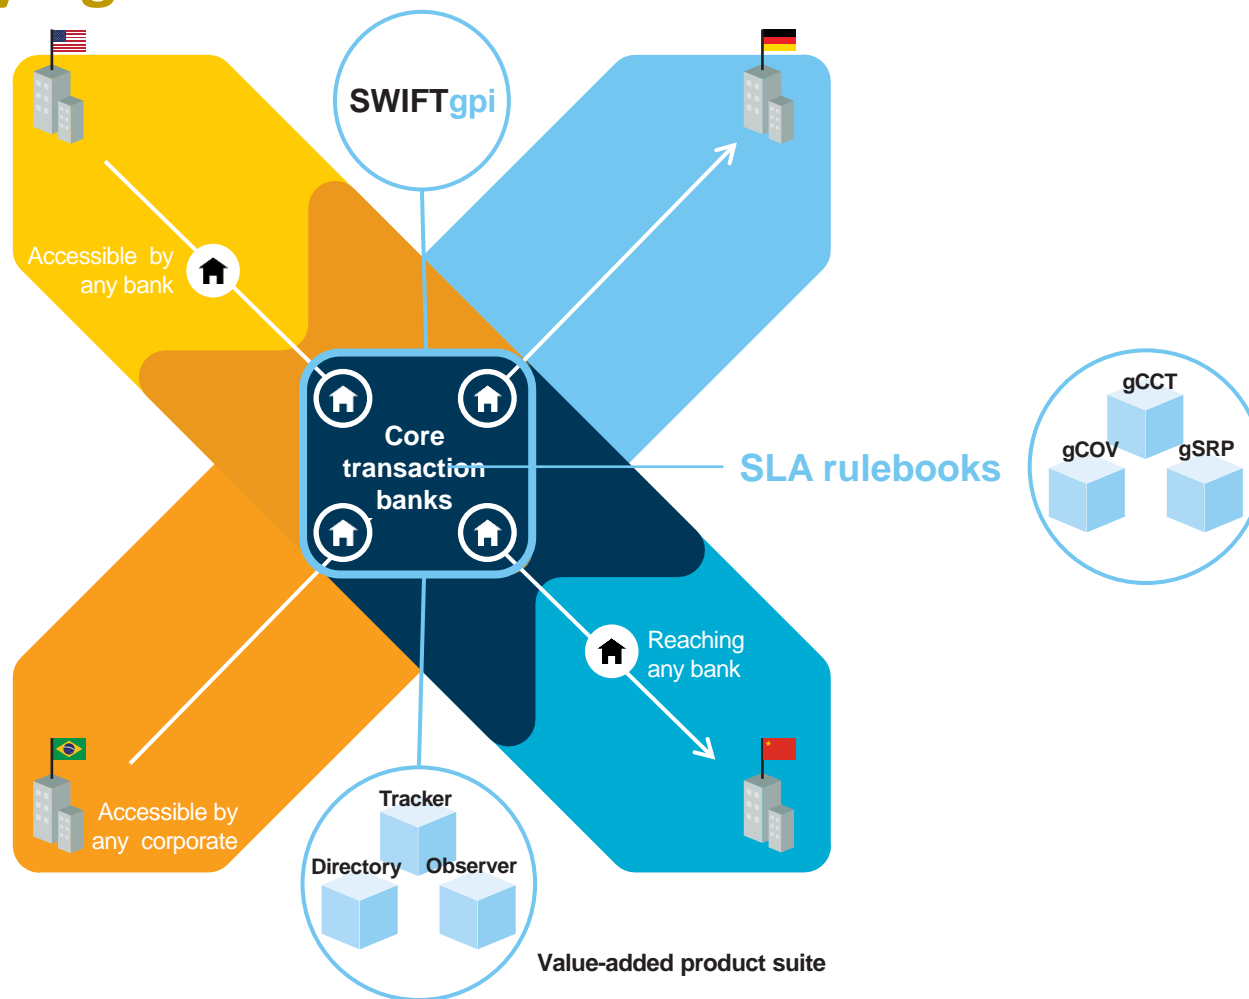 SWIFTgpi
Accessible by
any bank
gCCT
gCOV
gSRP
Core
transaction
banks
SLA rulebooks
Reaching
any bank
Accessible by
any corporate
Tracker
Directory
Observer
Value-added product suite